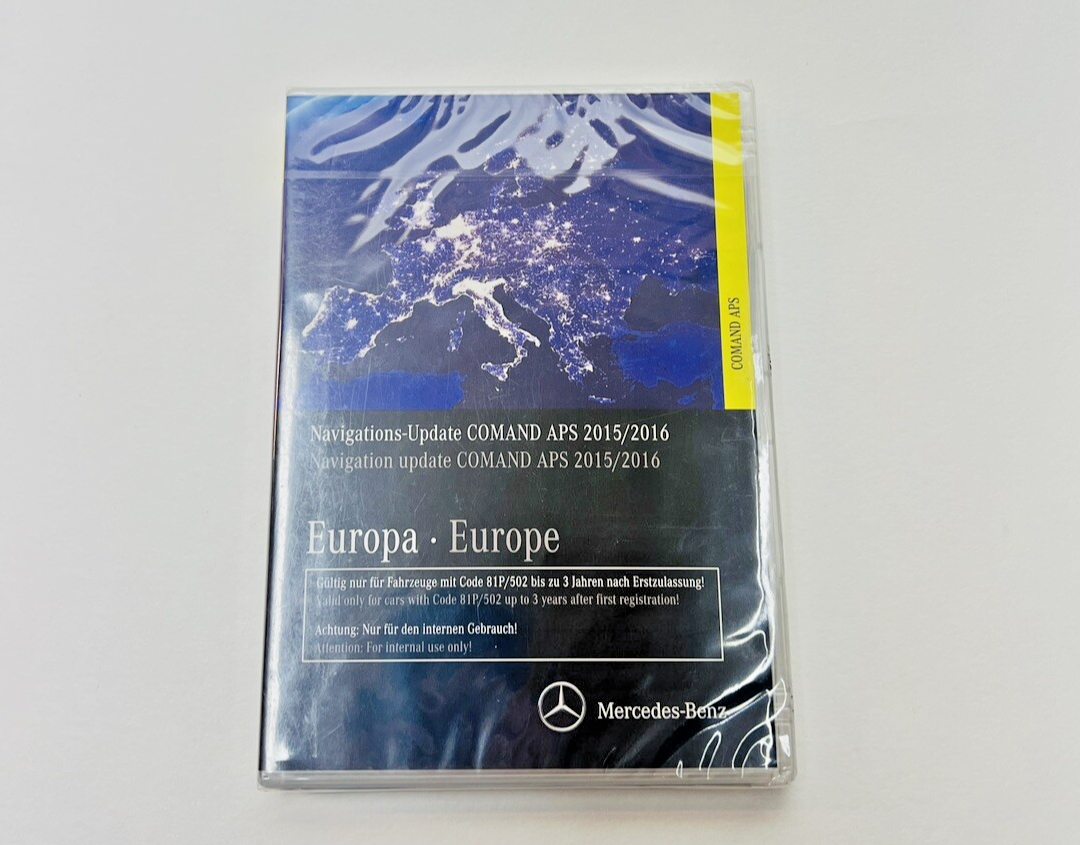 COMAND APS
Navigations-Update COMAND APS 2015/2016
Navigation update COMAND APS 2015/2016
Europa · Europe
Gültig nur für Fahrzeuge mit Code 81P/502 bis zu 3 Jahren nach Erstzulassung!
Valid only for cars with Code 81P/502 up to 3 years after first registration!
Achtung: Nur für den internen Gebrauch!
Attention: For internal use only!
Mercedes-Benz